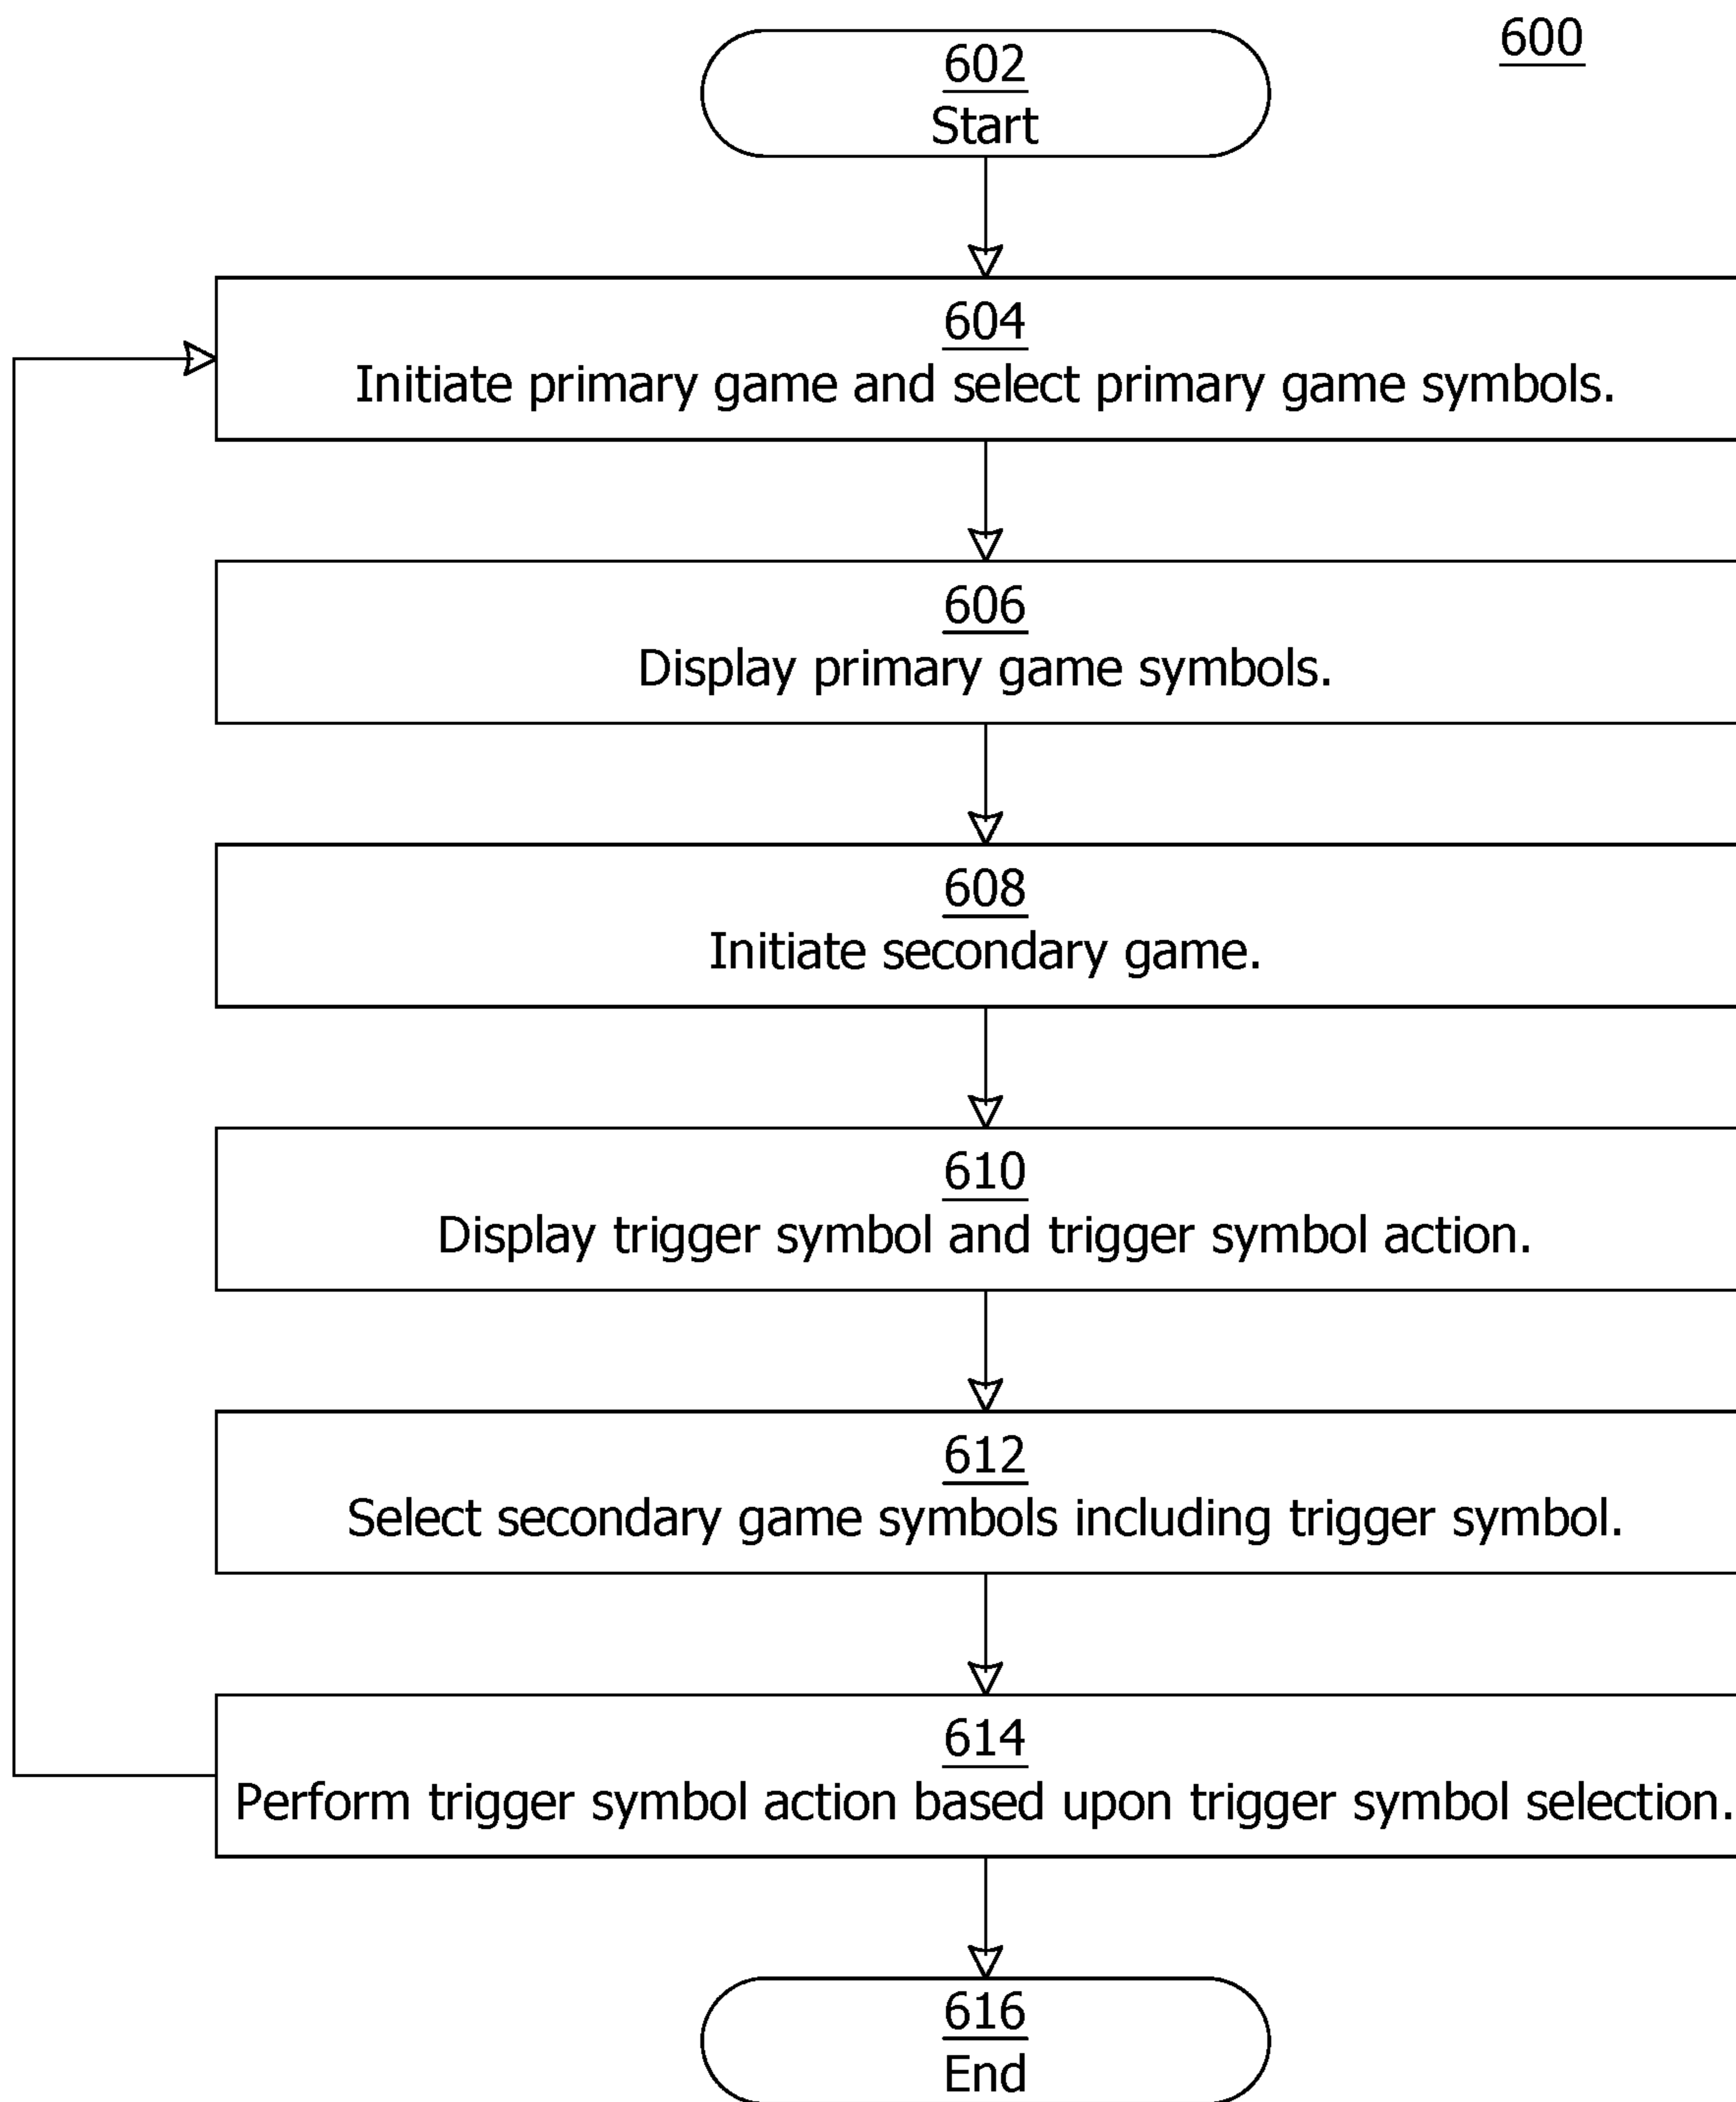 600
602
Start
604
Initiate primary game and select primary game symbols.
606
Display primary game symbols.
608
Initiate secondary game.
610
Display trigger symbol and trigger symbol action.
612
Select secondary game symbols including trigger symbol.
614
Perform trigger symbol action based upon trigger symbol selection.
616
End